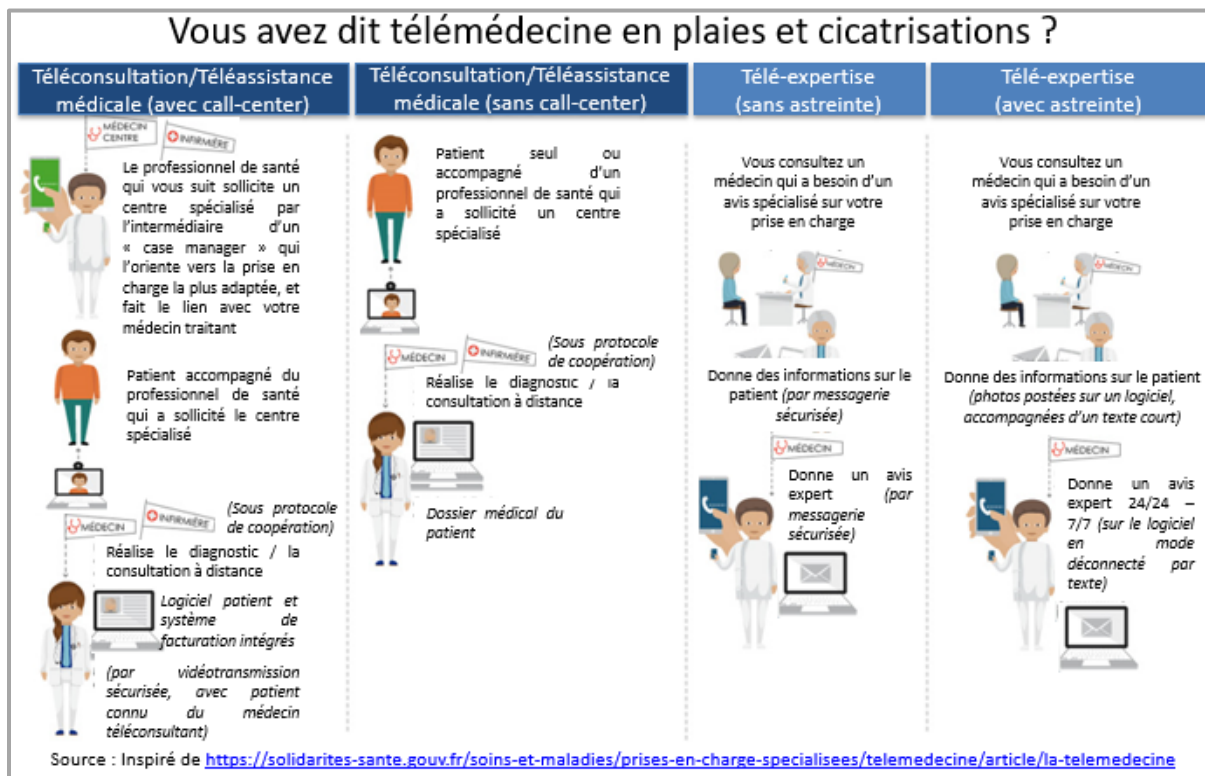 Vous avez dit télémédecine en plaies et cicatrisations ?
Téléconsultation/Téléassistance
médicale (avec call-center)
MÉDECIN
CENTRE
INFIRMIÈRE
Le professionnel de santé
qui vous suit sollicite un
centre spécialisé par
l'intermédiaire d'un
« case manager » qui
l'oriente vers la prise en
charge la plus adaptée, et
fait le lien avec votre
médecin traitant
Patient accompagné du
professionnel de santé
qui a sollicité le centre
spécialisé
(Sous protocole
de coopération)
MÉDECIN
INFIRMIÈRE
Réalise le diagnostic / la
consultation à distance
Logiciel patient et
système de
facturation intégrés
(par vidéotransmission
sécurisée, avec patient
connu du médecin
téléconsultant)
Téléconsultation/Téléassistance
médicale (sans call-center)
Patient seul ou
accompagné d'un
professionnel de santé qui
a sollicité un centre
spécialisé
(Sous protocole
de coopération)
MÉDECIN
INFIRMIÈRE
Réalise le diagnostic / la
consultation à distance
Dossier médical du
patient
Télé-expertise
(sans astreinte)
Vous consultez un
médecin qui a besoin d'un
avis spécialisé sur votre
prise en charge
MÉDECIN
Donne des informations sur le
patient (par messagerie
sécurisée)
MÉDECIN
Donne un avis
expert (par
messagerie
sécurisée)
Télé-expertise
(avec astreinte)
Vous consultez un
médecin qui a besoin d'un
avis spécialisé sur votre
prise en charge
MÉDECIN
Donne des informations sur le patient
(photos postées sur un logiciel,
accompagnées d'un texte court)
MÉDECIN
Donne un avis
expert 24/24 –
7/7 (sur le logiciel
en mode
déconnecté par
texte)
Source : Inspiré de https://solidarites-sante.gouv.fr/soins-et-maladies/prises-en-charge-specialisees/telemedecine/article/la-telemedecine